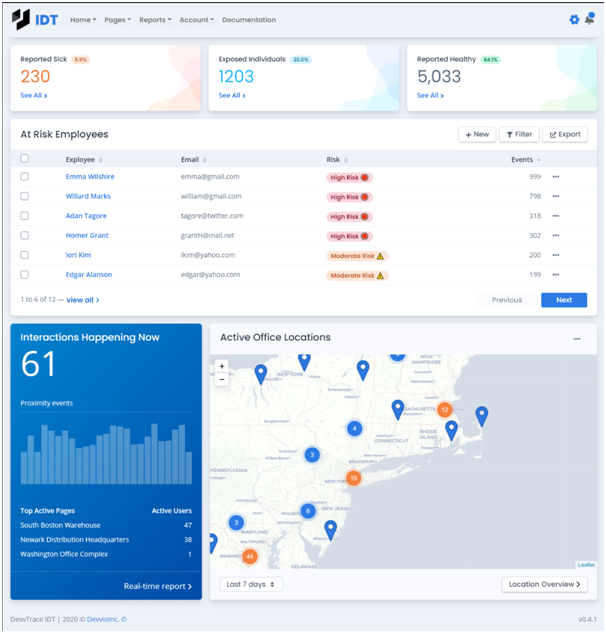 IDT Home Pages Reports Account Documentation
Reported Sick 5.9%
230
See All >
Exposed Individuals 30.0%
1203
See All >
Reported Healthy 64.1%
5,033
See All >
At Risk Employees
+ New Filter Export
Exployee Email Risk Events
Emma Wilshire emma@gmail.com High Risk 999
Willard Marks william@gmail.com High Risk 798
Adan Tagore tagore@twitter.com High Risk 318
Homer Grant grantH@mail.net High Risk 302
Iori Kim ikim@yahoo.com Moderate Risk 200
Edgar Alanson edgar@yahoo.com Moderate Risk 199
1 to 6 of 12 — view all >
Previous Next
Interactions Happening Now
61
Proximity events
Top Active Pages Active Users
South Boston Warehouse 47
Newark Distribution Headquarters 38
Washington Office Complex 1
Real-time report >
Active Office Locations
+
−
NEW
HAMPSHIRE
NEW YORK
12
4
CONNECTICUT
RHODE
ISLAND
3
PENNSYLVANIA
NEW JERSEY
6
3
MARYLAND
44
DELAWARE
Leaflet
Last 7 days
Location Overview >
DevvTrace IDT | 2020 © DevvioInc. ©
v0.4.1